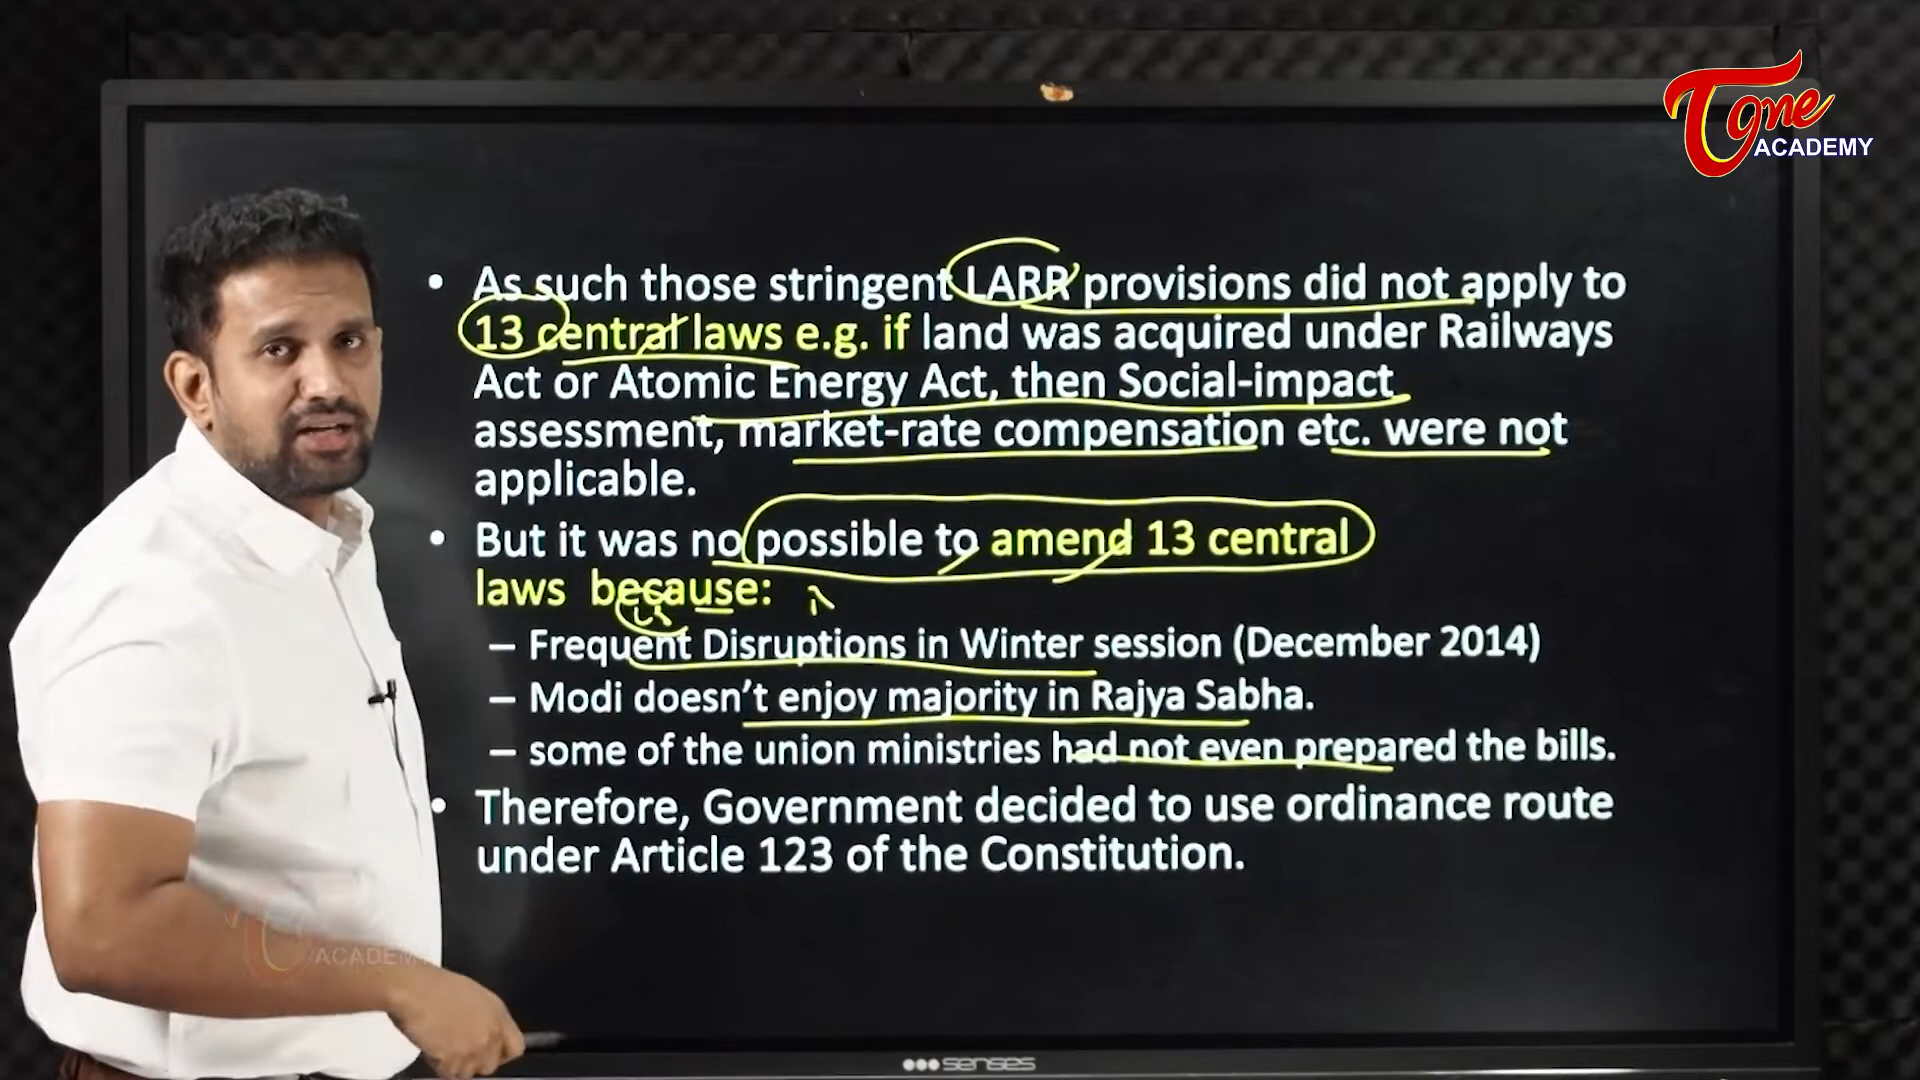 Tone
ACADEMY
• As such those stringent LARR provisions did not apply to
13 central laws e.g. if land was acquired under Railways
Act or Atomic Energy Act, then Social-impact
assessment, market-rate compensation etc. were not
applicable.
• But it was no possible to amend 13 central
laws because:
– Frequent Disruptions in Winter session (December 2014)
– Modi doesn’t enjoy majority in Rajya Sabha.
– some of the union ministries had not even prepared the bills.
• Therefore, Government decided to use ordinance route
under Article 123 of the Constitution.
ACADEMY
senses